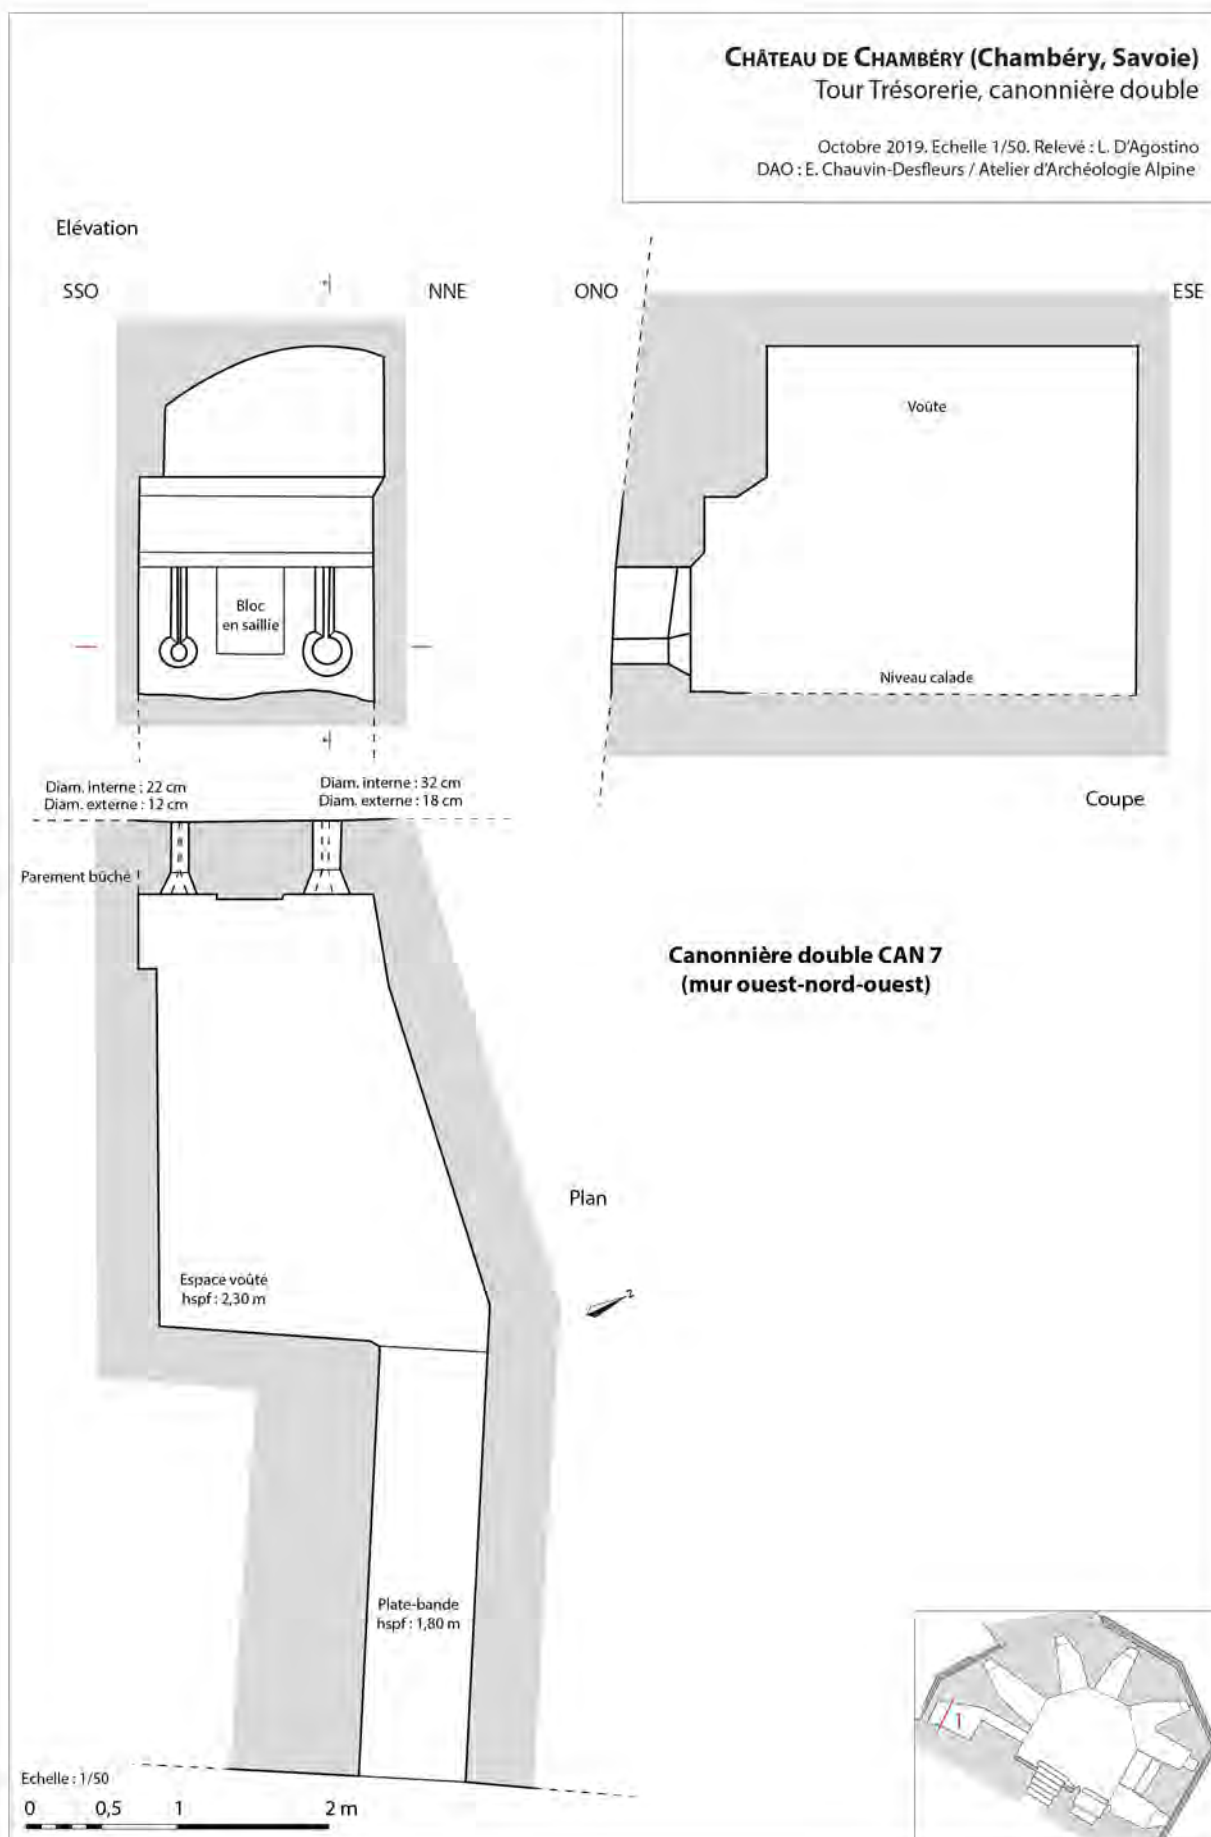 CHÂTEAU DE CHAMBÉRY (Chambéry, Savoie)
Tour Trésorerie, canonnière double
Octobre 2019. Echelle 1/50. Relevé : L. D'Agostino
DAO : E. Chauvin-Desfleurs / Atelier d'Archéologie Alpine
Elévation
SSO
NNE
ONO
ESE
Voûte
Bloc
en saillie
Niveau calade
Diam. interne : 22 cm
Diam. externe : 12 cm
Diam. interne : 32 cm
Diam. externe : 18 cm
Coupe
Parement bûché
Canonnière double CAN 7
(mur ouest-nord-ouest)
Plan
Espace voûté
hspf : 2,30 m
N
Plate-bande
hspf : 1,80 m
1
Echelle : 1/50
0 0,5 1 2 m